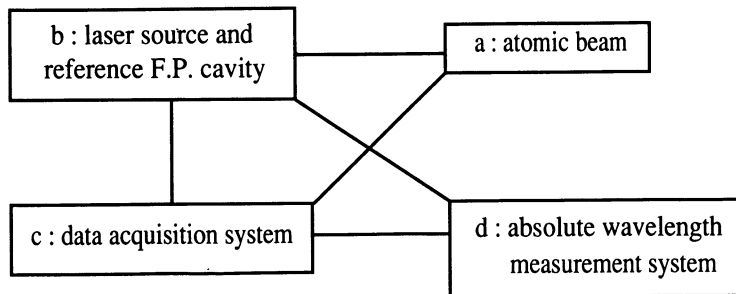 b : laser source and
reference F.P. cavity
a : atomic beam
c : data acquisition system
d : absolute wavelength
measurement system